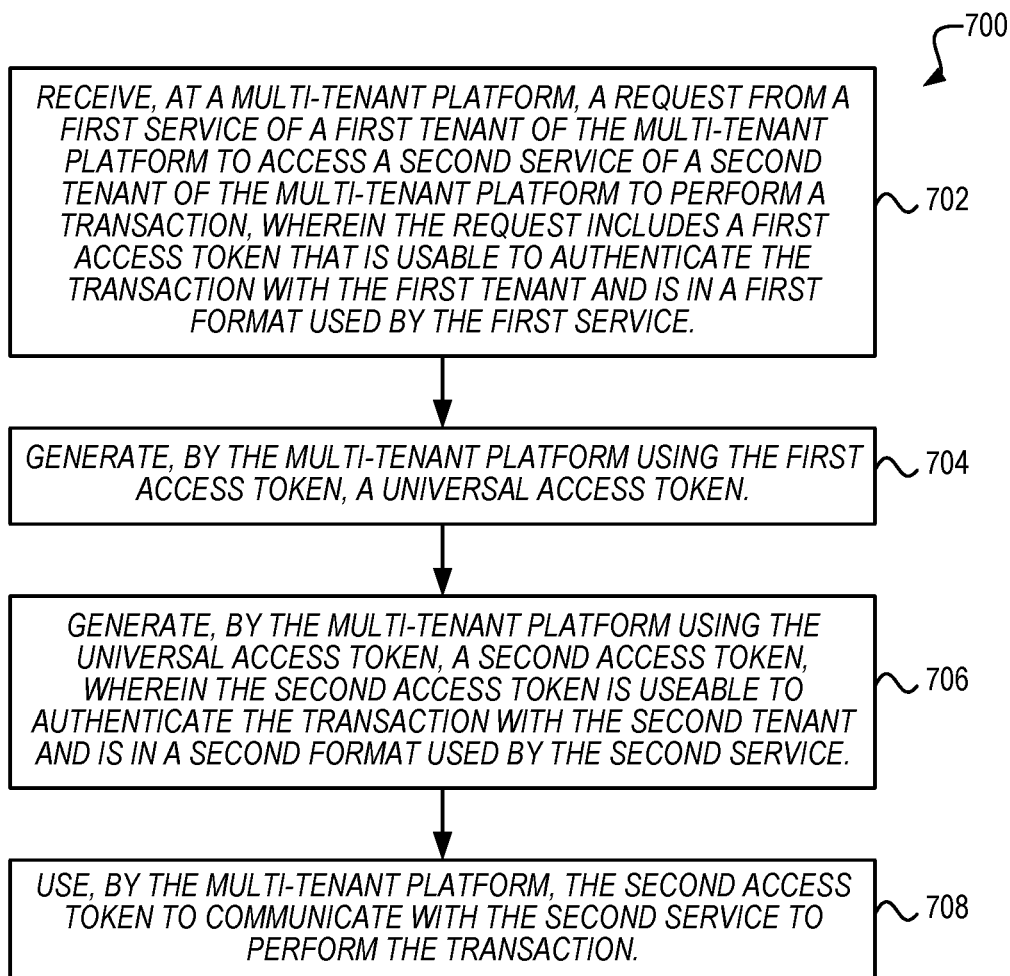 700
RECEIVE, AT A MULTI-TENANT PLATFORM, A REQUEST FROM A
FIRST SERVICE OF A FIRST TENANT OF THE MULTI-TENANT
PLATFORM TO ACCESS A SECOND SERVICE OF A SECOND
TENANT OF THE MULTI-TENANT PLATFORM TO PERFORM A
TRANSACTION, WHEREIN THE REQUEST INCLUDES A FIRST
ACCESS TOKEN THAT IS USABLE TO AUTHENTICATE THE
TRANSACTION WITH THE FIRST TENANT AND IS IN A FIRST
FORMAT USED BY THE FIRST SERVICE.
702
GENERATE, BY THE MULTI-TENANT PLATFORM USING THE FIRST
ACCESS TOKEN, A UNIVERSAL ACCESS TOKEN.
704
GENERATE, BY THE MULTI-TENANT PLATFORM USING THE
UNIVERSAL ACCESS TOKEN, A SECOND ACCESS TOKEN,
WHEREIN THE SECOND ACCESS TOKEN IS USEABLE TO
AUTHENTICATE THE TRANSACTION WITH THE SECOND TENANT
AND IS IN A SECOND FORMAT USED BY THE SECOND SERVICE.
706
USE, BY THE MULTI-TENANT PLATFORM, THE SECOND ACCESS
TOKEN TO COMMUNICATE WITH THE SECOND SERVICE TO
PERFORM THE TRANSACTION.
708